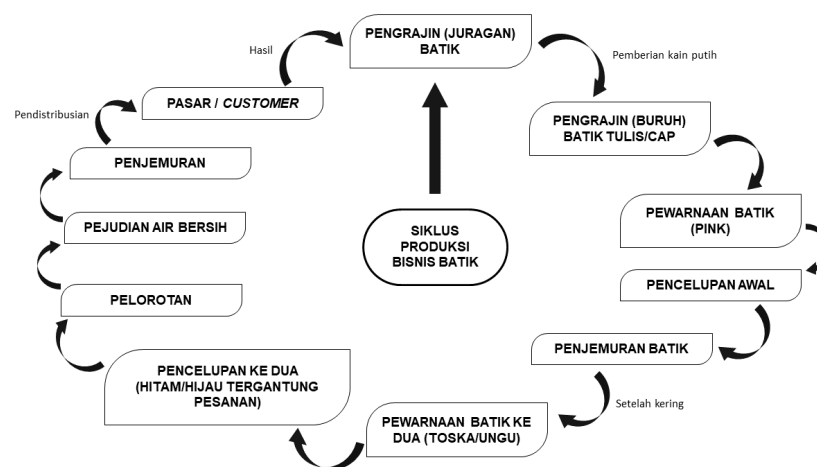 PENGRAJIN (JURAGAN)
BATIK
Pemberian kain putih
PENGRAJIN (BURUH)
BATIK TULIS/CAP
PEWARNAAN BATIK
(PINK)
PENCELUPAN AWAL
PENJEMURAN BATIK
Setelah kering
PEWARNAAN BATIK KE
DUA (TOSKA/UNGU)
PENCELUPAN KE DUA
(HITAM/HIJAU TERGANTUNG
PESANAN)
PELOROTAN
PEJUDIAN AIR BERSIH
PENJEMURAN
Pendistribusian
PASAR / CUSTOMER
Hasil
SIKLUS
PRODUKSI
BISNIS BATIK